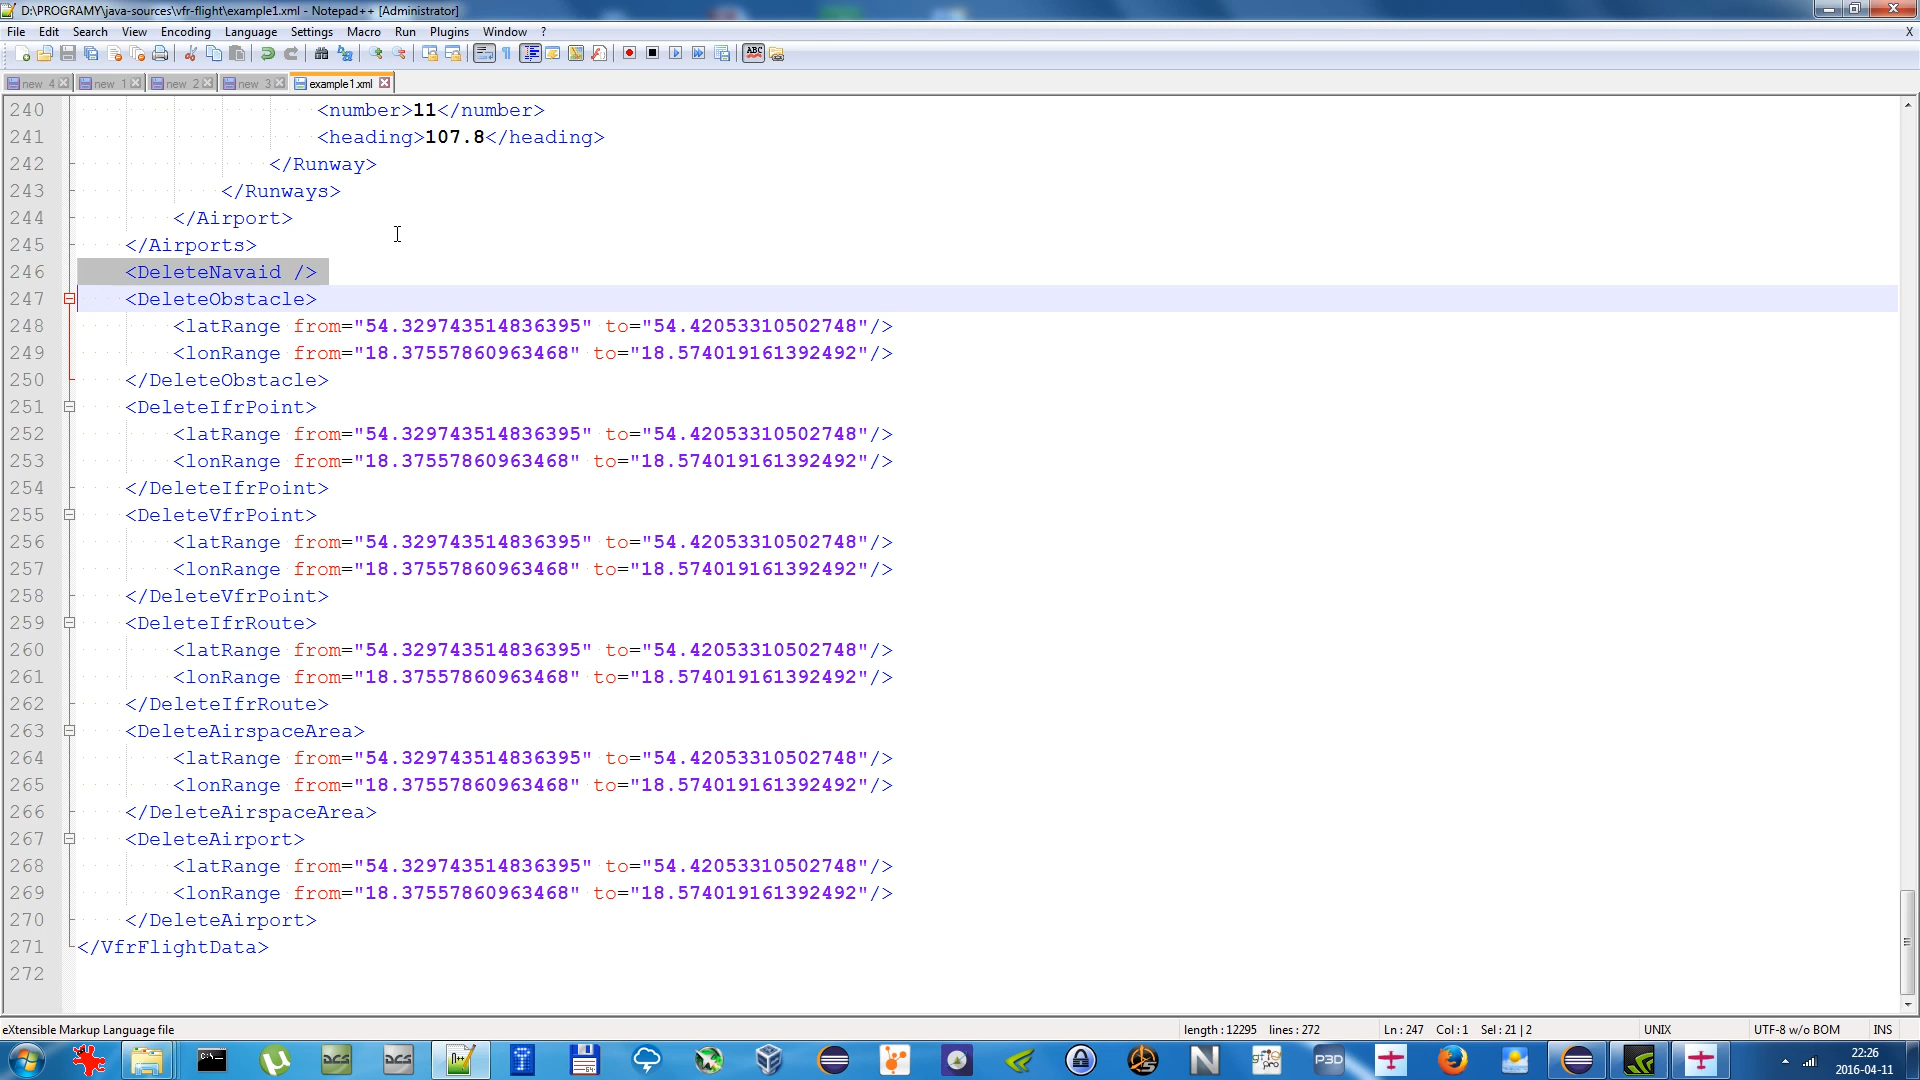 D:\PROGRAMY\java-sources\vfr-flight\example1.xml - Notepad++ [Administrator]
File Edit Search View Encoding Language Settings Macro Run Plugins Window ? X
new 4 new 1 new 2 new 3 example1.xml
240 <number>11</number>
241 <heading>107.8</heading>
242 </Runway>
243 </Runways>
244 </Airport>
245 </Airports>
246 <DeleteNavaid />
247 <DeleteObstacle>
248 <latRange from="54.329743514836395" to="54.42053310502748"/>
249 <lonRange from="18.37557860963468" to="18.574019161392492"/>
250 </DeleteObstacle>
251 <DeleteIfrPoint>
252 <latRange from="54.329743514836395" to="54.42053310502748"/>
253 <lonRange from="18.37557860963468" to="18.574019161392492"/>
254 </DeleteIfrPoint>
255 <DeleteVfrPoint>
256 <latRange from="54.329743514836395" to="54.42053310502748"/>
257 <lonRange from="18.37557860963468" to="18.574019161392492"/>
258 </DeleteVfrPoint>
259 <DeleteIfrRoute>
260 <latRange from="54.329743514836395" to="54.42053310502748"/>
261 <lonRange from="18.37557860963468" to="18.574019161392492"/>
262 </DeleteIfrRoute>
263 <DeleteAirspaceArea>
264 <latRange from="54.329743514836395" to="54.42053310502748"/>
265 <lonRange from="18.37557860963468" to="18.574019161392492"/>
266 </DeleteAirspaceArea>
267 <DeleteAirport>
268 <latRange from="54.329743514836395" to="54.42053310502748"/>
269 <lonRange from="18.37557860963468" to="18.574019161392492"/>
270 </DeleteAirport>
271 </VfrFlightData>
272
eXtensible Markup Language file length : 12295 lines : 272 Ln : 247 Col : 1 Sel : 21 | 2 UNIX UTF-8 w/o BOM INS
DCS DCS P3D 22:26
2016-04-11